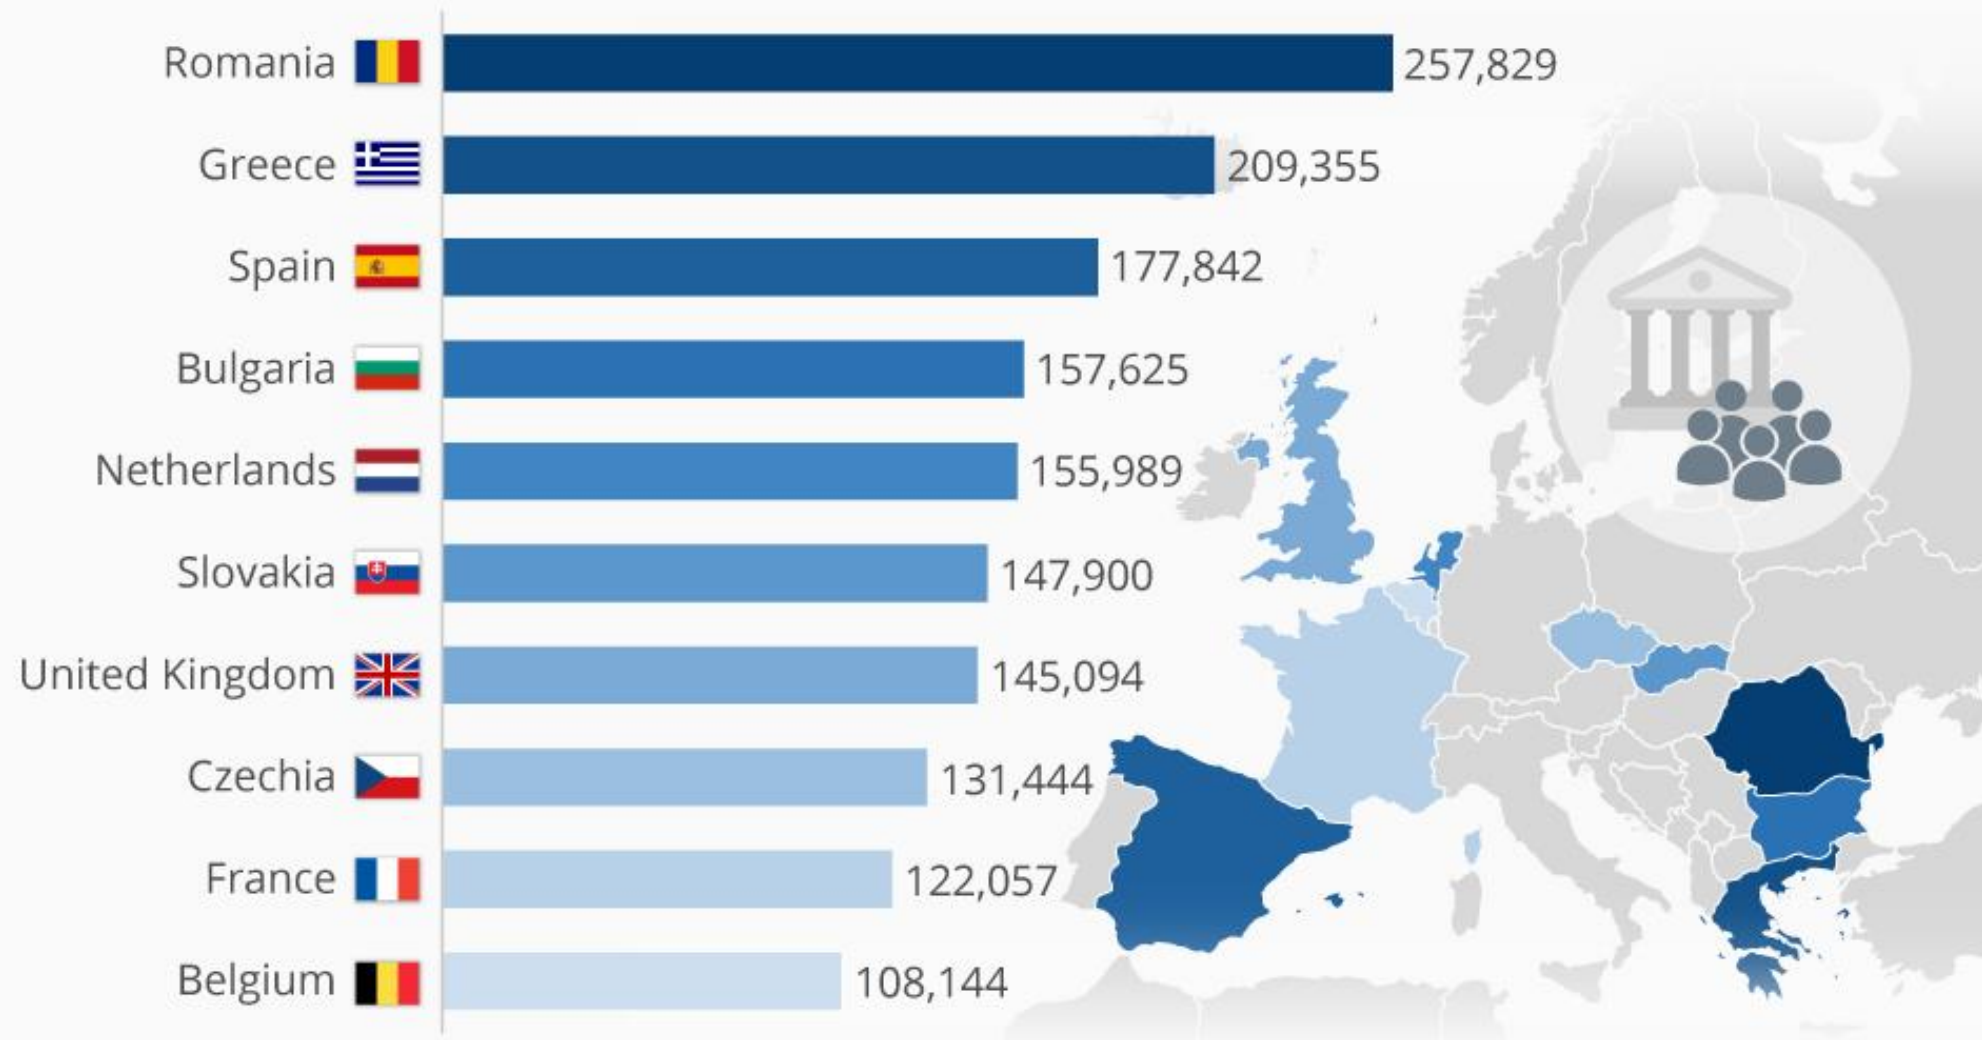 Romania 257,829
Greece 209,355
Spain 177,842
Bulgaria 157,625
Netherlands 155,989
Slovakia 147,900
United Kingdom 145,094
Czechia 131,444
France 122,057
Belgium 108,144